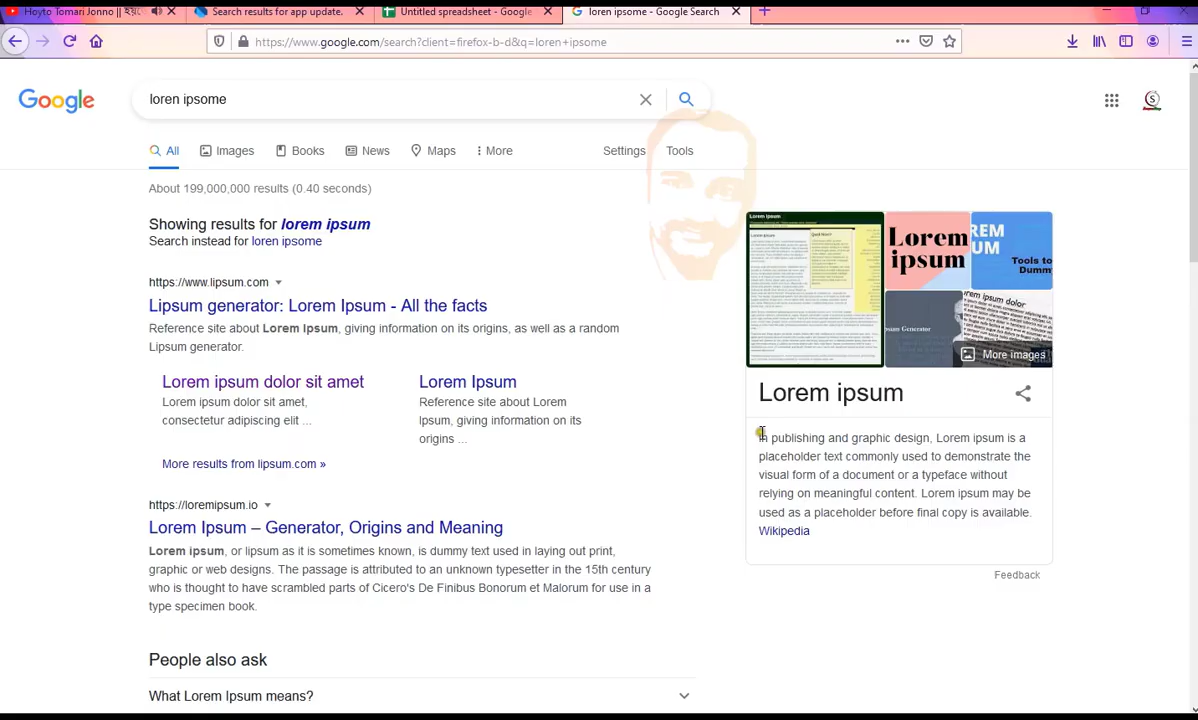 Hoyto Tomari Jonno ||
Search results for app update.
Untitled spreadsheet - Google
loren ipsome - Google Search
https://www.google.com/search?client=firefox-b-d&q=loren+ipsome
Google
loren ipsome
All
Images
Books
News
Maps
More
Settings
Tools
About 199,000,000 results (0.40 seconds)
Showing results for lorem ipsum
Search instead for loren ipsome
https://www.lipsum.com
Lipsum generator: Lorem Ipsum - All the facts
Reference site about Lorem Ipsum, giving information on its origins, as well as a random
Lipsum generator.
Lorem ipsum dolor sit amet
Lorem ipsum dolor sit amet,
consectetur adipiscing elit ...
Lorem Ipsum
Reference site about Lorem
Ipsum, giving information on its
origins ...
More results from lipsum.com »
https://loremipsum.io
Lorem Ipsum – Generator, Origins and Meaning
Lorem ipsum, or lipsum as it is sometimes known, is dummy text used in laying out print,
graphic or web designs. The passage is attributed to an unknown typesetter in the 15th century
who is thought to have scrambled parts of Cicero's De Finibus Bonorum et Malorum for use in a
type specimen book.
People also ask
What Lorem Ipsum means?
Lorem Ipsum
Lorem
ipsum
REM
UM
Tools to
Dumm
psum Generator
More images
Lorem ipsum
In publishing and graphic design, Lorem ipsum is a
placeholder text commonly used to demonstrate the
visual form of a document or a typeface without
relying on meaningful content. Lorem ipsum may be
used as a placeholder before final copy is available.
Wikipedia
Feedback